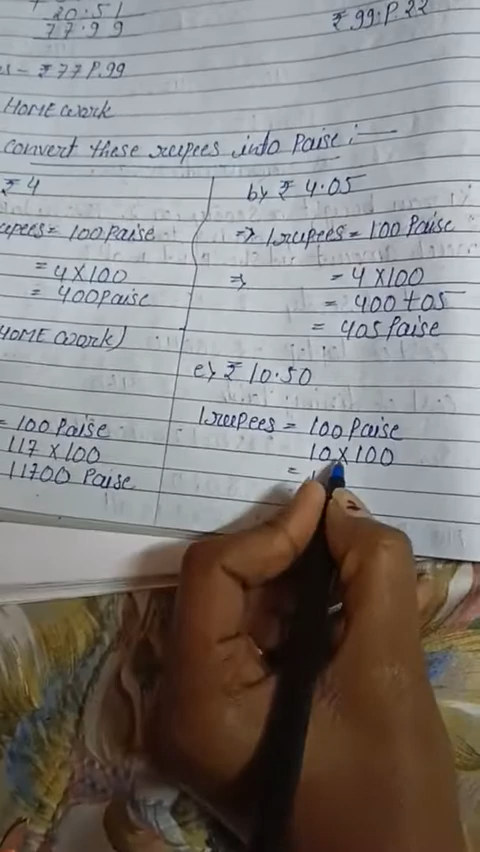 20.51
77.99
₹ 99.P.22
₹ 77 P.99
HOME work
convert these rupees into Paise :—
₹ 4
upees = 100 Paise
= 4 × 100
= 400 Paise
HOME work)
= 100 Paise
117 × 100
11700 Paise
b) ₹ 4.05
⇒ 1 rupees = 100 Paise
⇒ = 4 × 100
= 400 + 05
= 405 Paise
e) ₹ 10.50
1 rupees = 100 Paise
10 × 100
=